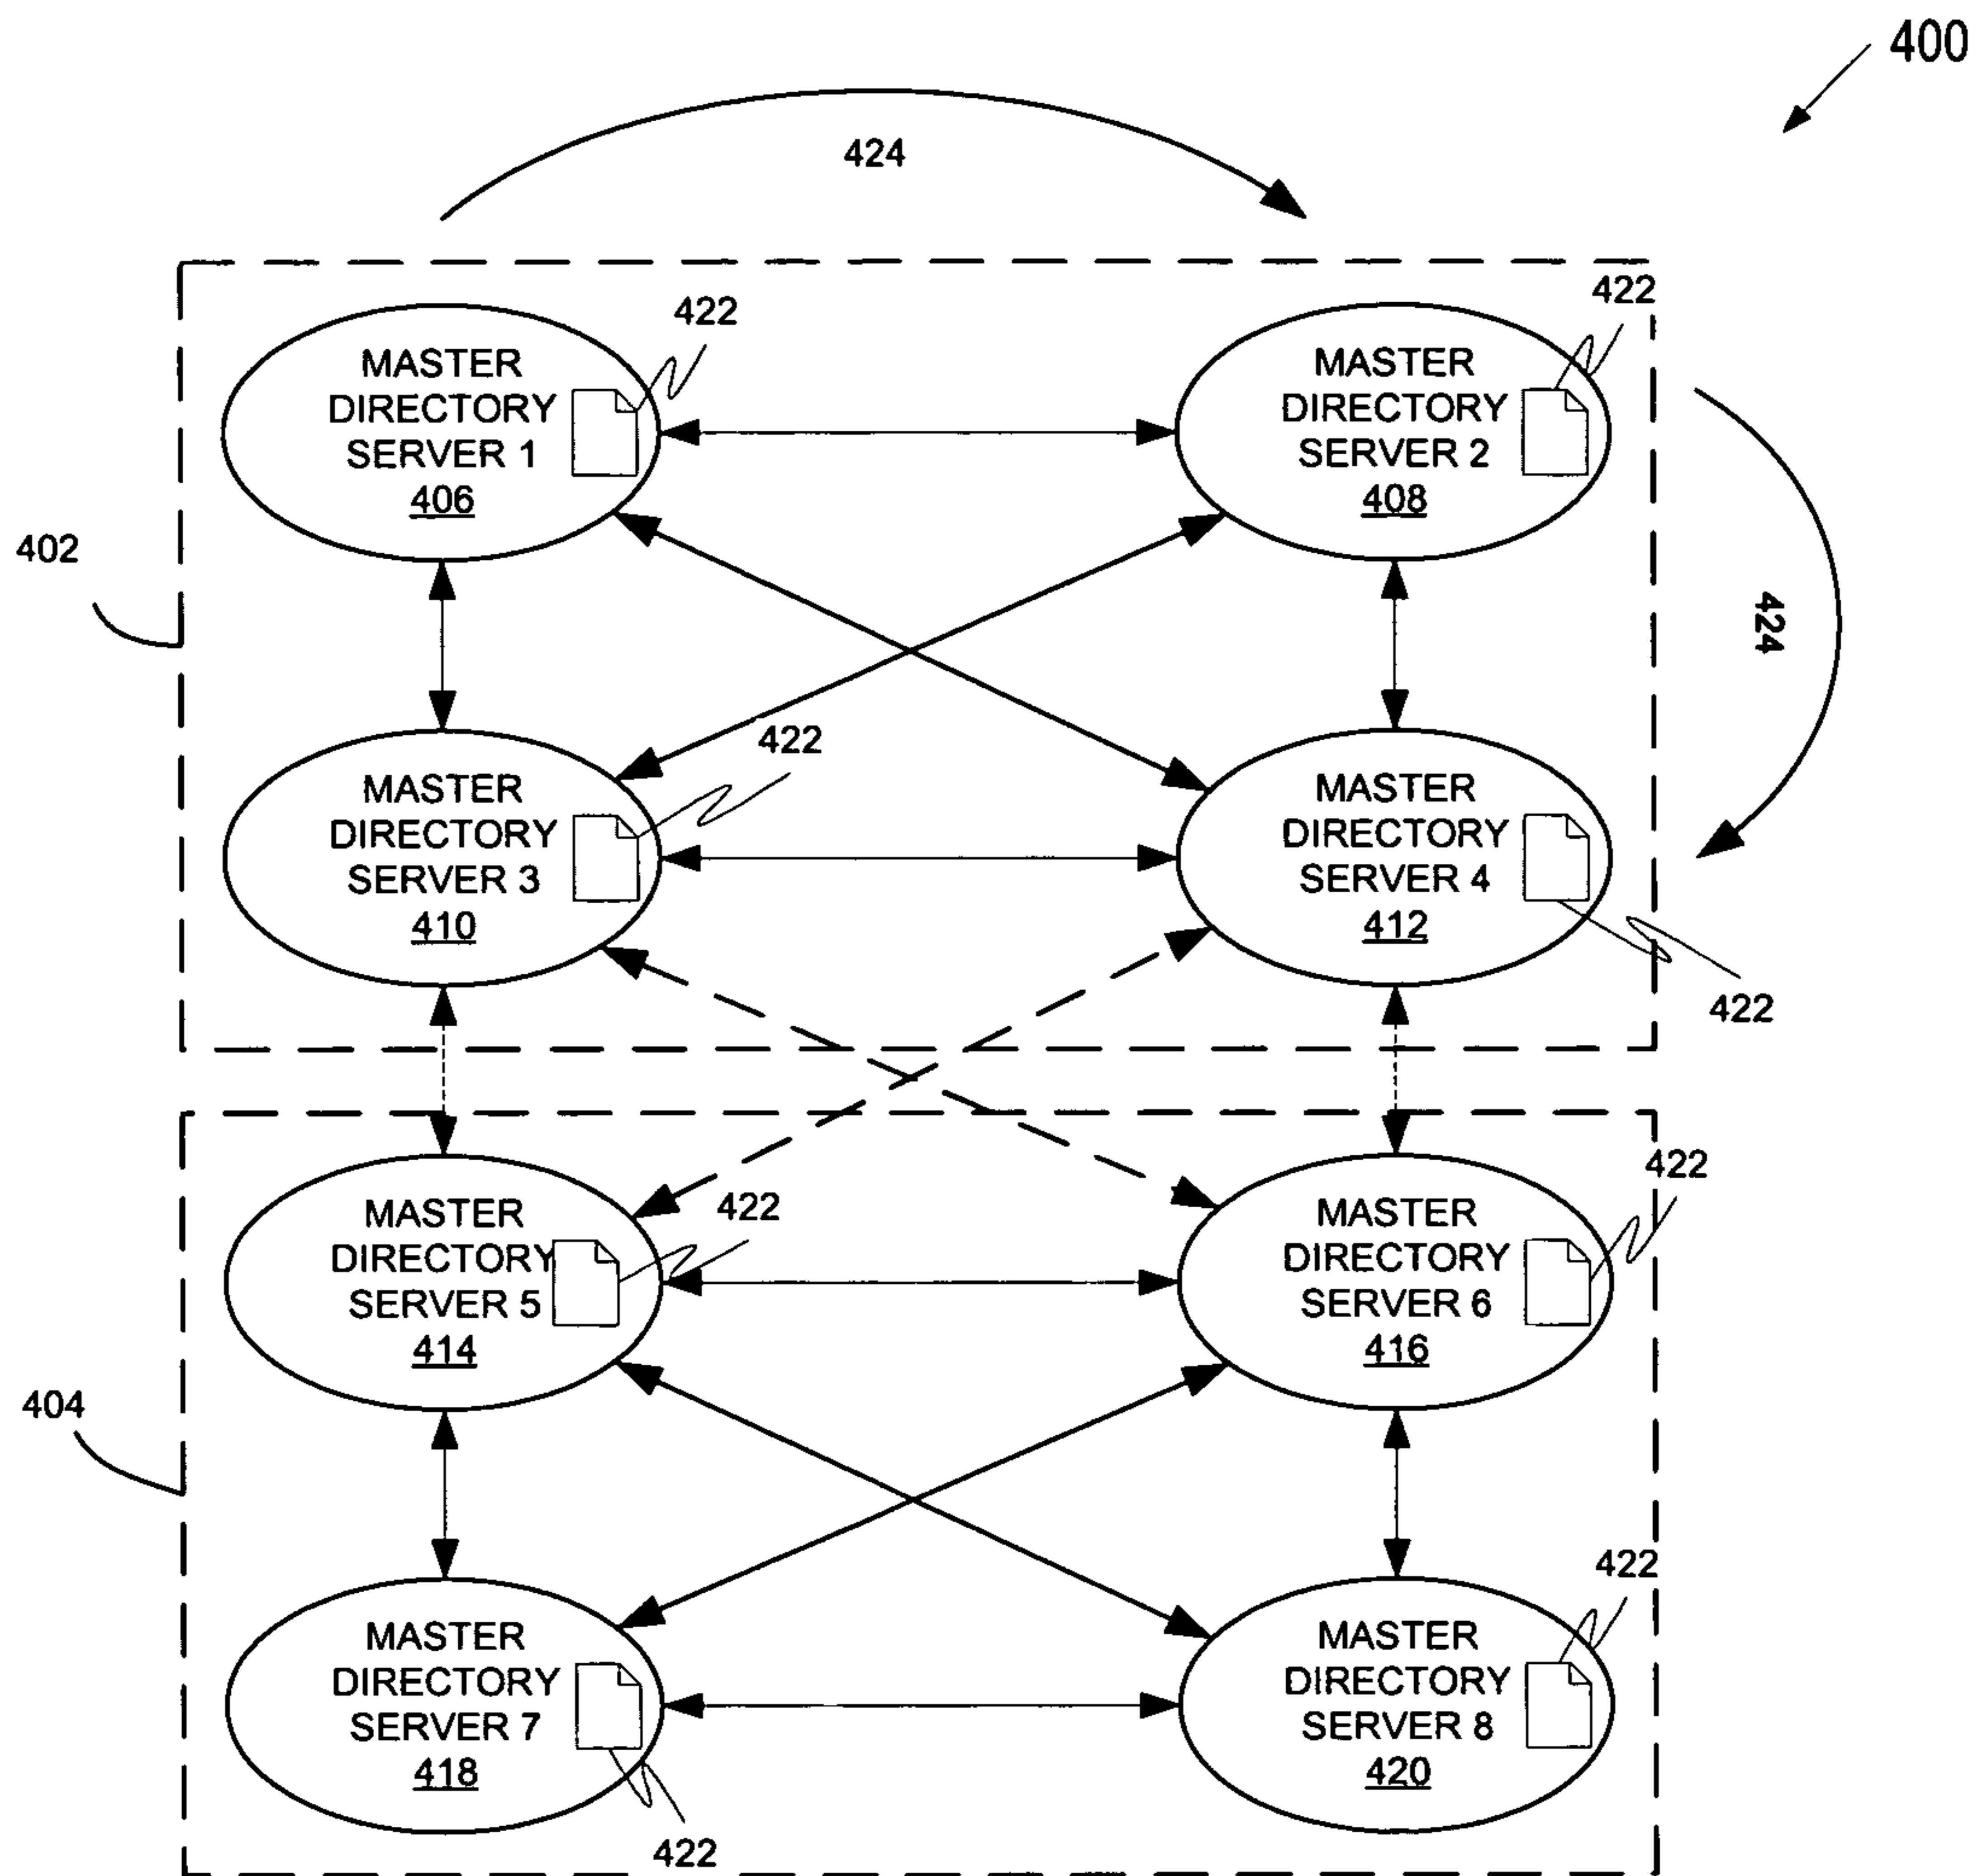 400
424
422
422
MASTER
DIRECTORY
SERVER 1
406
MASTER
DIRECTORY
SERVER 2
408
402
424
422
MASTER
DIRECTORY
SERVER 3
410
MASTER
DIRECTORY
SERVER 4
412
422
422
422
MASTER
DIRECTORY
SERVER 5
414
MASTER
DIRECTORY
SERVER 6
416
404
422
MASTER
DIRECTORY
SERVER 7
418
MASTER
DIRECTORY
SERVER 8
420
422